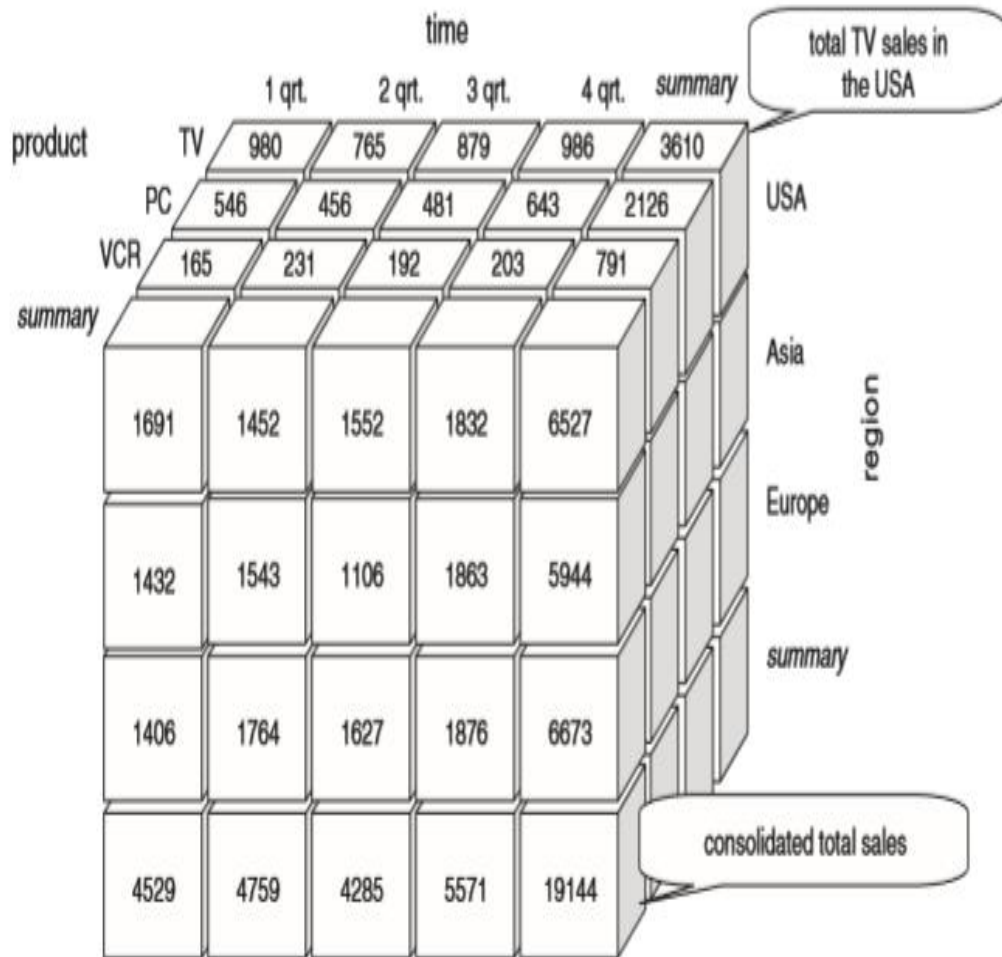 time
total TV sales in
the USA
1 qrt. 2 qrt. 3 qrt. 4 qrt. summary
product TV 980 765 879 986 3610
USA
PC 546 456 481 643 2126
VCR 165 231 192 203 791
summary
Asia
region
1691 1452 1552 1832 6527
Europe
1432 1543 1106 1863 5944
summary
1406 1764 1627 1876 6673
consolidated total sales
4529 4759 4285 5571 19144